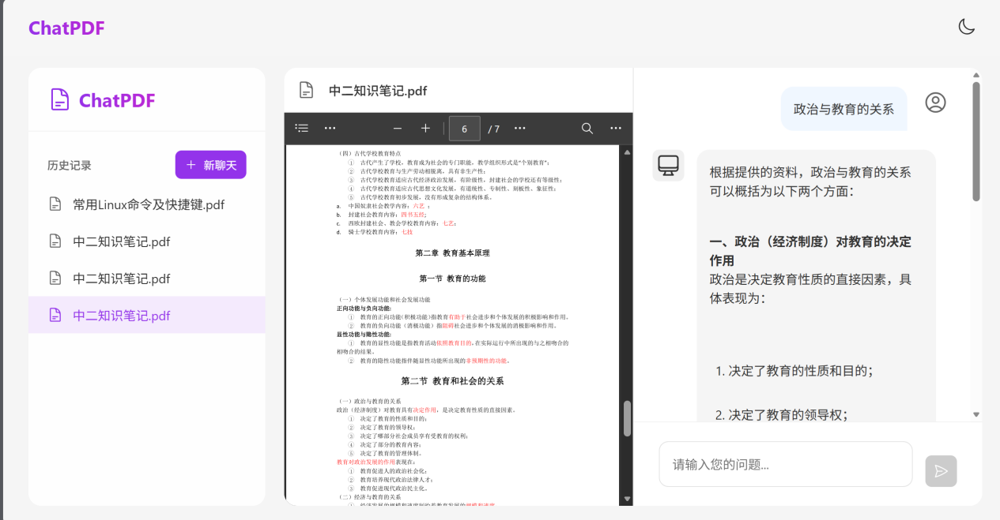 ChatPDF
ChatPDF
历史记录
+ 新聊天
常用Linux命令及快捷键.pdf
中二知识笔记.pdf
中二知识笔记.pdf
中二知识笔记.pdf
中二知识笔记.pdf
6 / 7
（四）古代学校教育特点
① 古代产生了学校，教育成为社会的专门职能，教学组织形式是“个别教育”；
② 古代学校教育与生产劳动相脱离，具有非生产性；
③ 古代学校教育适应古代经济政治发展，有阶级性，封建社会的学校还有等级性；
④ 古代学校教育适应古代思想文化发展，有道统性、专制性、刻板性、象征性；
⑤ 古代学校教育初步发展，没有形成复杂的结构体系。
a. 中国奴隶社会教学内容：六艺 ；
b. 封建社会教育内容：四书五经;
c. 西欧封建社会、教会学校教育内容：七艺；
d. 骑士学校教育内容：七技
第二章 教育基本原理
第一节 教育的功能
（一）个体发展功能和社会发展功能
正向功能与负向功能:
① 教育的正向功能(积极功能)指教育有助于社会进步和个体发展的积极影响和作用。
② 教育的负向功能（消极功能）指阻碍社会进步和个体发展的消极影响和作用。
显性功能与隐性功能:
① 教育的显性功能是指教育活动依照教育目的,在实际运行中所出现的与之相吻合的
相吻合的结果。
② 教育的隐性功能指伴随显性功能所出现的非预期性的功能。
第二节 教育和社会的关系
（一）政治与教育的关系
政治（经济制度）对教育具有决定作用，是决定教育性质的直接因素。
① 决定了教育的性质和目的；
② 决定了教育的领导权；
③ 决定了哪部分社会成员享有受教育的权利；
④ 决定了部分的教育内容；
⑤ 决定了教育的管理体制。
教育对政治发展的作用表现在：
① 教育促进人的政治社会化；
② 教育培养现代政治法律人才；
③ 教育促进现代政治民主化。
（二）经济与教育的关系
政治与教育的关系
根据提供的资料，政治与教育的关系
可以概括为以下两个方面：
一、政治（经济制度）对教育的决定
作用
政治是决定教育性质的直接因素，具
体表现为：
1. 决定了教育的性质和目的；
2. 决定了教育的领导权；
请输入您的问题...